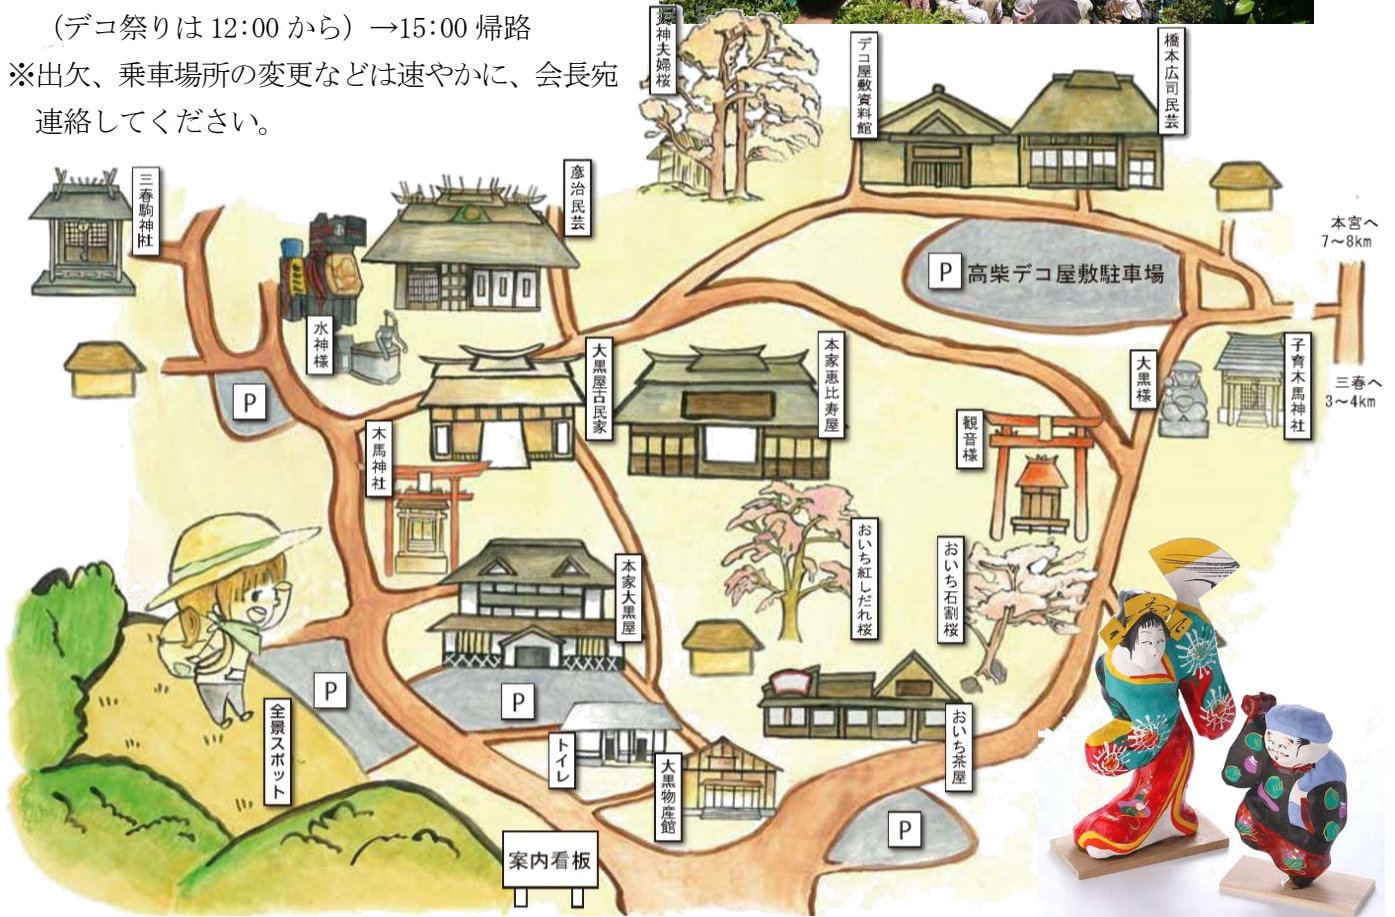 （デコ祭りは 12:00 から）→15:00 帰路
※出欠、乗車場所の変更などは速やかに、会長宛
連絡してください。
神夫婦桜
デコ屋敷資料館
橋本広司民芸
三春駒神社
彦治民芸
本宮へ
7～8km
P 高柴デコ屋敷駐車場
水神様
大黒屋古民家
本家恵比寿屋
大黒様
子育木馬神社
三春へ
3～4km
P
木馬神社
観音様
おいち紅しだれ桜
おいち石割桜
本家大黒屋
P
P
全景スポット
トイレ
大黒物産館
おいち茶屋
P
案内看板